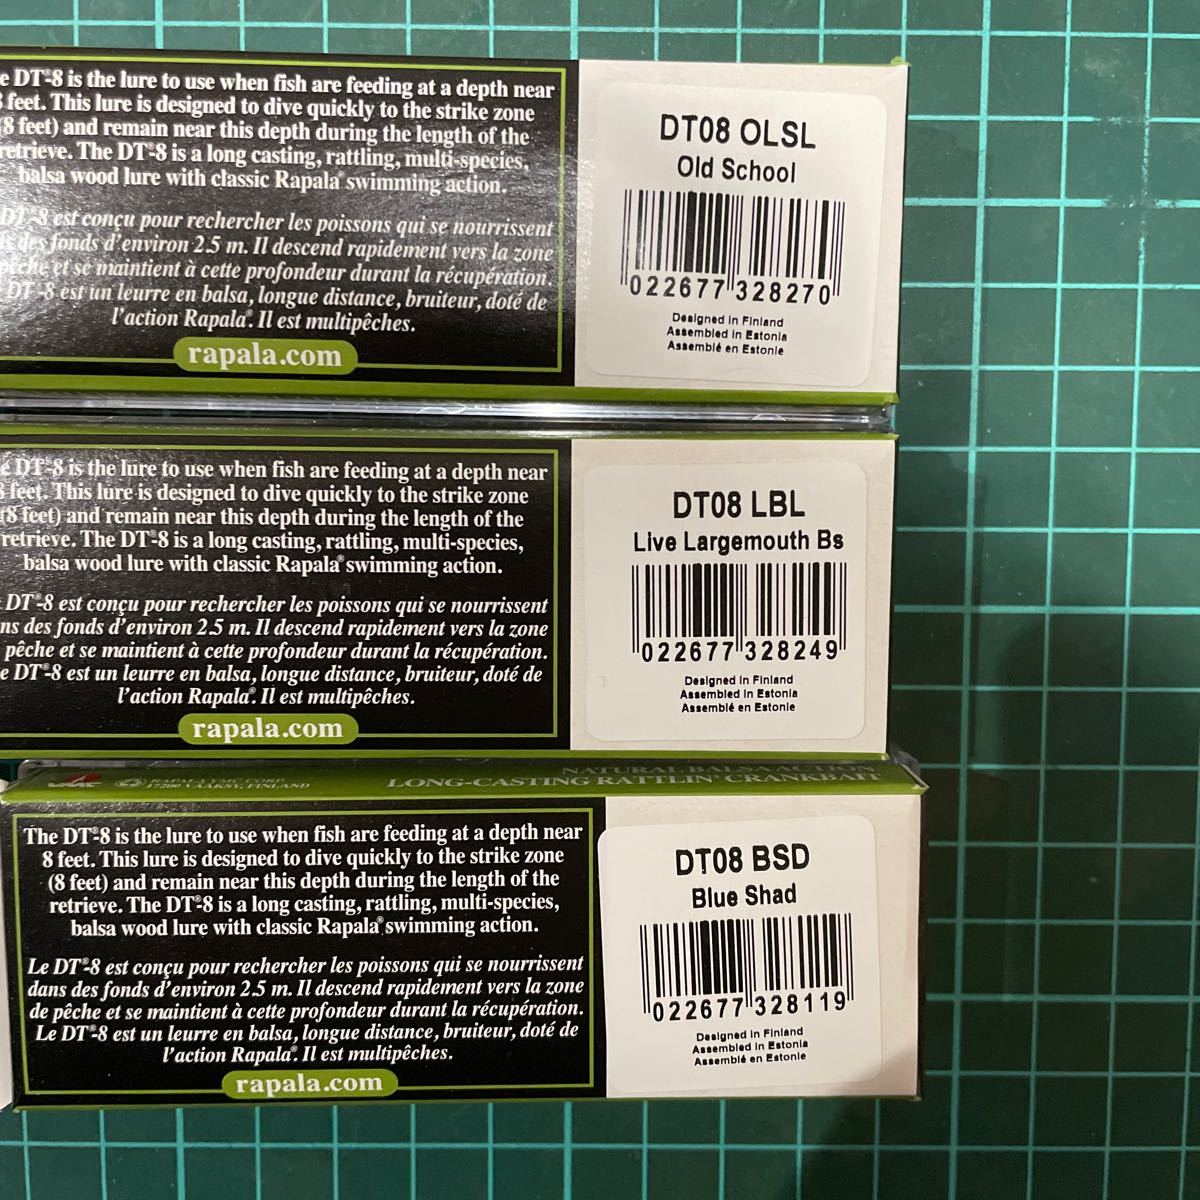 e DT®-8 is the lure to use when fish are feeding at a depth near
8 feet. This lure is designed to dive quickly to the strike zone
(8 feet) and remain near this depth during the length of the
retrieve. The DT®-8 is a long casting, rattling, multi-species,
balsa wood lure with classic Rapala® swimming action.
DT®-8 est conçu pour rechercher les poissons qui se nourrissent
des fonds d'environ 2.5 m. Il descend rapidement vers la zone
pêche et se maintient à cette profondeur durant la récupération.
DT®-8 est un leurre en balsa, longue distance, bruiteur, doté de
l'action Rapala®. Il est multipêches.
rapala.com
DT08 OLSL
Old School
022677 328270
Designed in Finland
Assembled in Estonia
Assemblé en Estonie
e DT®-8 is the lure to use when fish are feeding at a depth near
8 feet. This lure is designed to dive quickly to the strike zone
(8 feet) and remain near this depth during the length of the
retrieve. The DT®-8 is a long casting, rattling, multi-species,
balsa wood lure with classic Rapala® swimming action.
DT®-8 est conçu pour rechercher les poissons qui se nourrissent
ns des fonds d'environ 2.5 m. Il descend rapidement vers la zone
pêche et se maintient à cette profondeur durant la récupération.
e DT®-8 est un leurre en balsa, longue distance, bruiteur, doté de
l'action Rapala®. Il est multipêches.
rapala.com
DT08 LBL
Live Largemouth Bs
022677 328249
Designed in Finland
Assembled in Estonia
Assemblé en Estonie
VMC
RAPALA VMC CORP.
17200 VÄÄKSY, FINLAND
NATURAL BALSA ACTION
LONG-CASTING RATTLIN' CRANKBAIT
The DT®-8 is the lure to use when fish are feeding at a depth near
8 feet. This lure is designed to dive quickly to the strike zone
(8 feet) and remain near this depth during the length of the
retrieve. The DT®-8 is a long casting, rattling, multi-species,
balsa wood lure with classic Rapala® swimming action.
Le DT®-8 est conçu pour rechercher les poissons qui se nourrissent
dans des fonds d'environ 2.5 m. Il descend rapidement vers la zone
de pêche et se maintient à cette profondeur durant la récupération.
Le DT®-8 est un leurre en balsa, longue distance, bruiteur, doté de
l'action Rapala®. Il est multipêches.
rapala.com
DT08 BSD
Blue Shad
022677 328119
Designed in Finland
Assembled in Estonia
Assemblé en Estonie